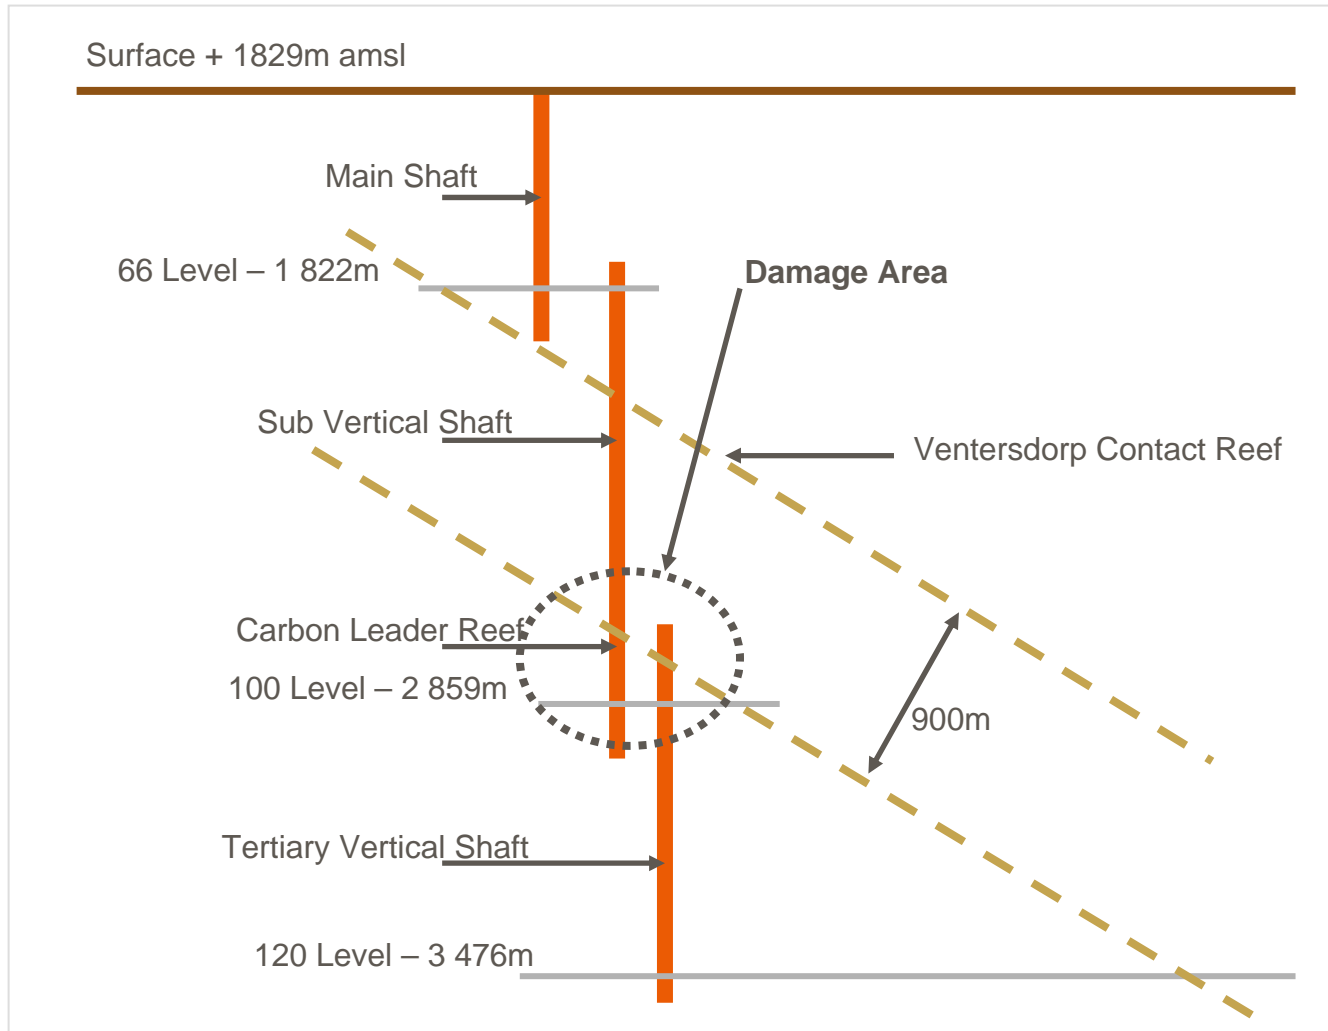 Surface + 1829m amsl
Main Shaft
66 Level – 1 822m
Damage Area
Sub Vertical Shaft
Ventersdorp Contact Reef
Carbon Leader Reef
100 Level – 2 859m
900m
Tertiary Vertical Shaft
120 Level – 3 476m